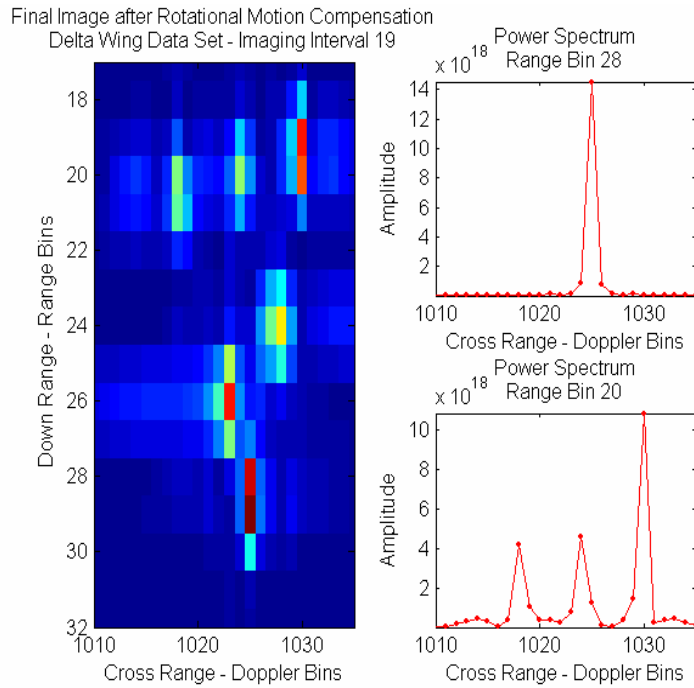 Final Image after Rotational Motion Compensation
Delta Wing Data Set - Imaging Interval 19
Down Range - Range Bins
18
20
22
24
26
28
30
32
1010
1020
1030
Cross Range - Doppler Bins
Power Spectrum
Range Bin 28
x 10^18
Amplitude
14
12
10
8
6
4
2
1010
1020
1030
Cross Range - Doppler Bins
Power Spectrum
Range Bin 20
x 10^18
Amplitude
10
8
6
4
2
1010
1020
1030
Cross Range - Doppler Bins